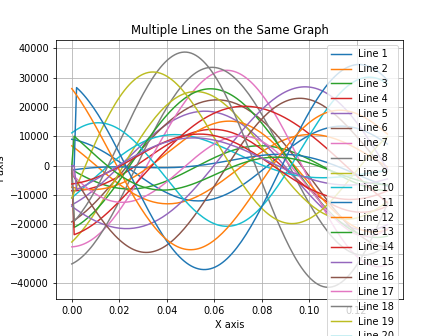 Multiple Lines on the Same Graph
40000
30000
20000
10000
0
−10000
−20000
−30000
−40000
0.00 0.02 0.04 0.06 0.08 0.10
X axis
Line 1
Line 2
Line 3
Line 4
Line 5
Line 6
Line 7
Line 8
Line 9
Line 10
Line 11
Line 12
Line 13
Line 14
Line 15
Line 16
Line 17
Line 18
Line 19